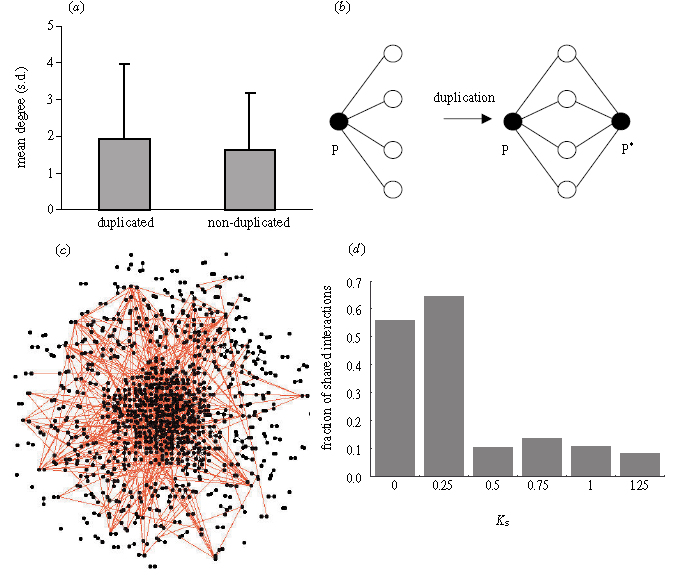 (a)
5
4
3
2
1
0
mean degree (s.d.)
duplicated non-duplicated
(b)
duplication
P P P*
(c)
(d)
0.7
0.6
0.5
0.4
0.3
0.2
0.1
0.0
fraction of shared interactions
0 0.25 0.5 0.75 1 125
Ks